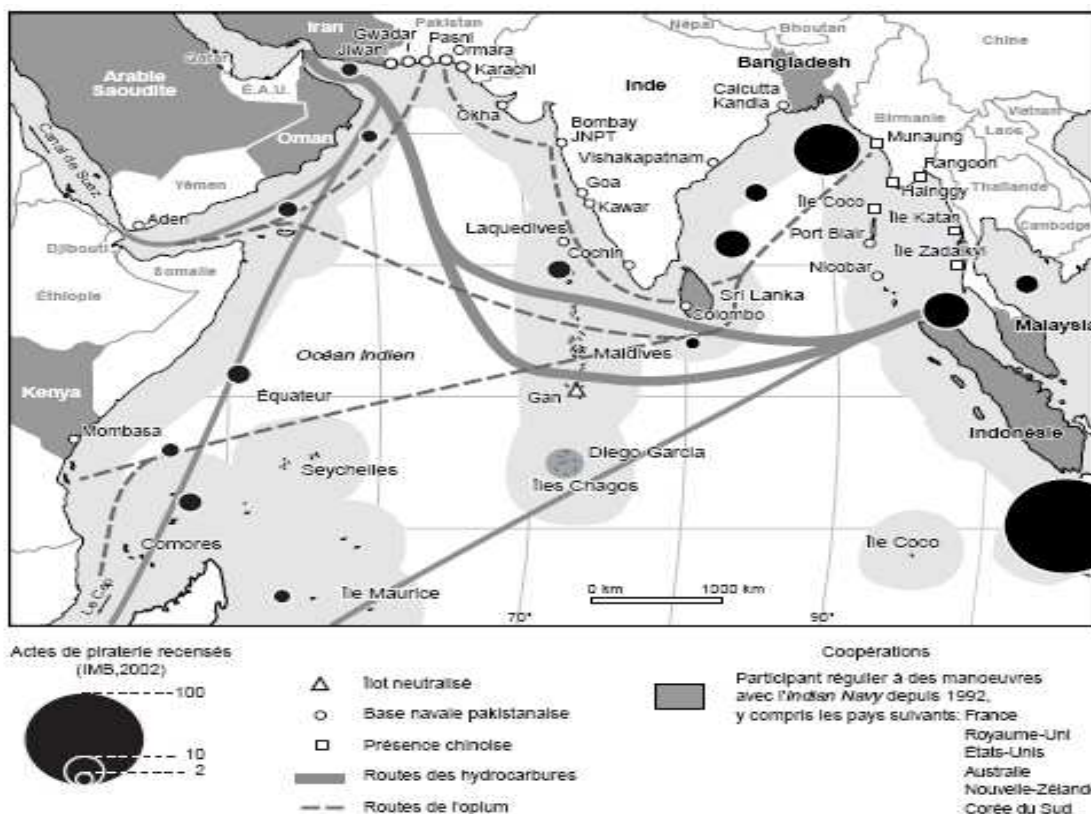 Iran
Pakistan
Gwadar
Pasni
Jiwani
Ormara
Karachi
Népal
Bhoutan
Chine
Qatar
Arabie
Saoudite
É.A.U.
Oman
Okha
Inde
Bangladesh
Calcutta
Kandla
Birmanie
Vietnam
Laos
Munaung
Bombay
JNPT
Vishakapatnam
Rangoon
Hainggy
Thaïlande
Canal de Suez
Yémen
Goa
Kawar
Île Coco
Île Katan
Cambodge
Aden
Laquedives
Port Blair
Île Zadaikyi
Djibouti
Somalie
Cochin
Nicobar
Éthiopie
Sri Lanka
Colombo
Malaysia
Océan Indien
Maldives
Kenya
Équateur
Gan
Mombasa
Indonésie
Seychelles
Diego Garcia
Îles Chagos
Comores
Île Coco
Le Cap
Île Maurice
0 km 1000 km
70°
90°
Actes de piraterie recensés
(IMB,2002)
100
10
2
Îlot neutralisé
Base navale pakistanaise
Présence chinoise
Routes des hydrocarbures
Routes de l'opium
Coopérations
Participant régulier à des manoeuvres
avec l'Indian Navy depuis 1992,
y compris les pays suivants: France
Royaume-Uni
États-Unis
Australie
Nouvelle-Zélande
Corée du Sud